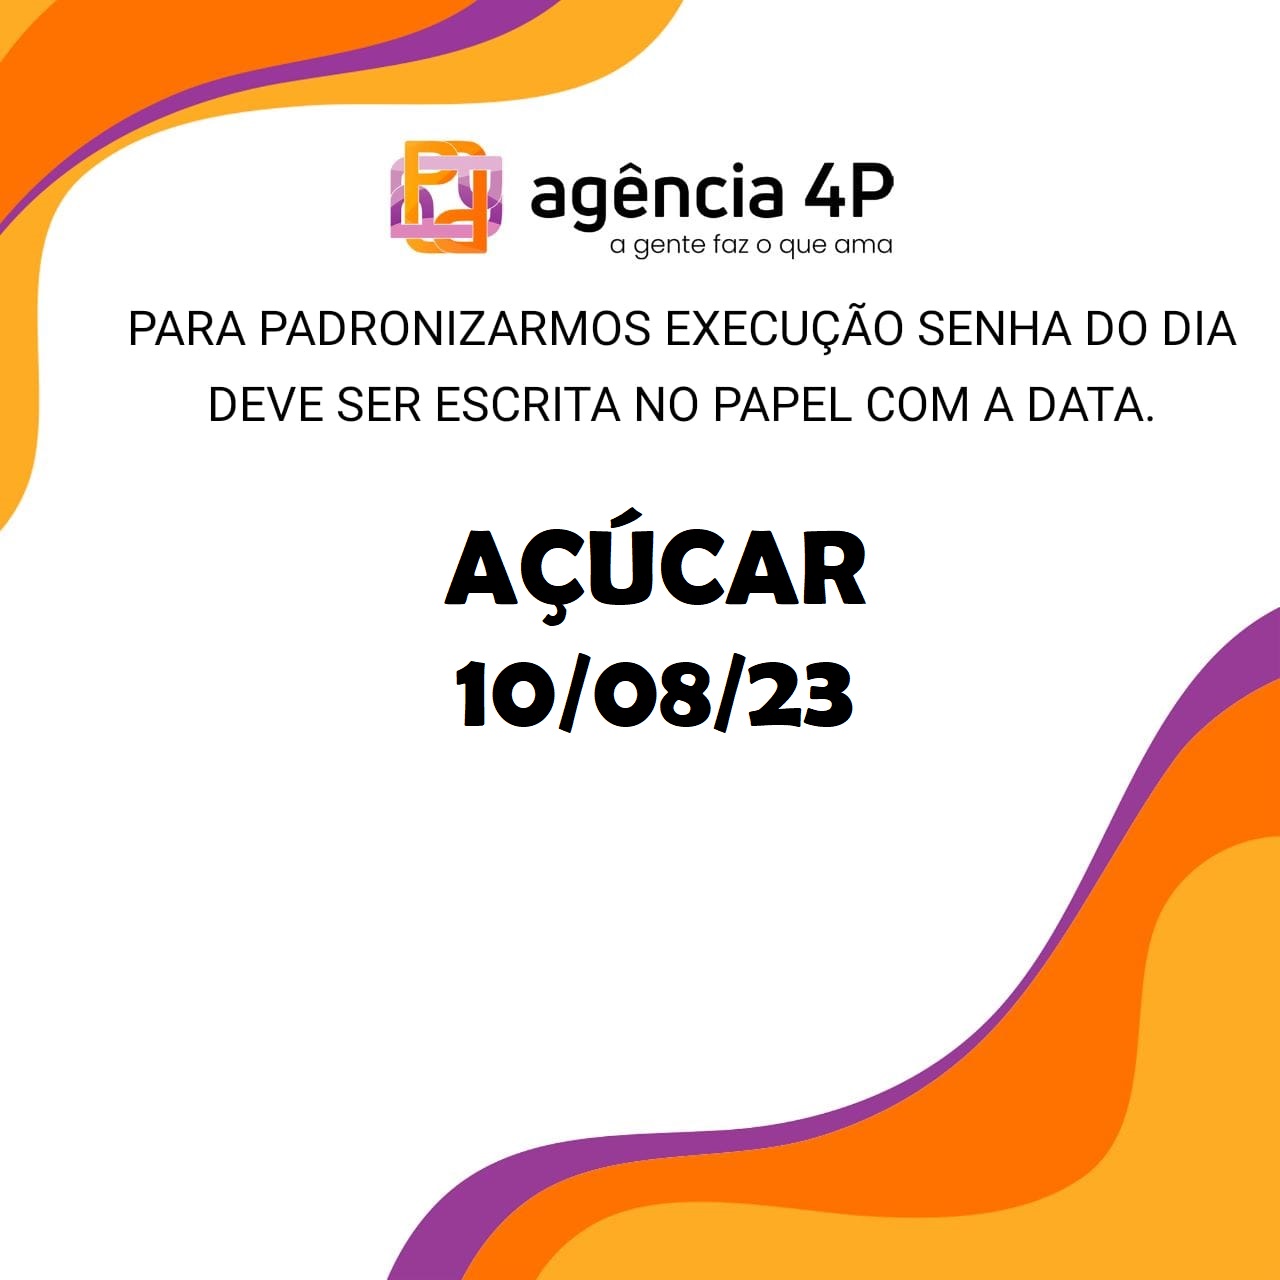 agência 4P
a gente faz o que ama
PARA PADRONIZARMOS EXECUÇÃO SENHA DO DIA
DEVE SER ESCRITA NO PAPEL COM A DATA.
AÇÚCAR
10/08/23